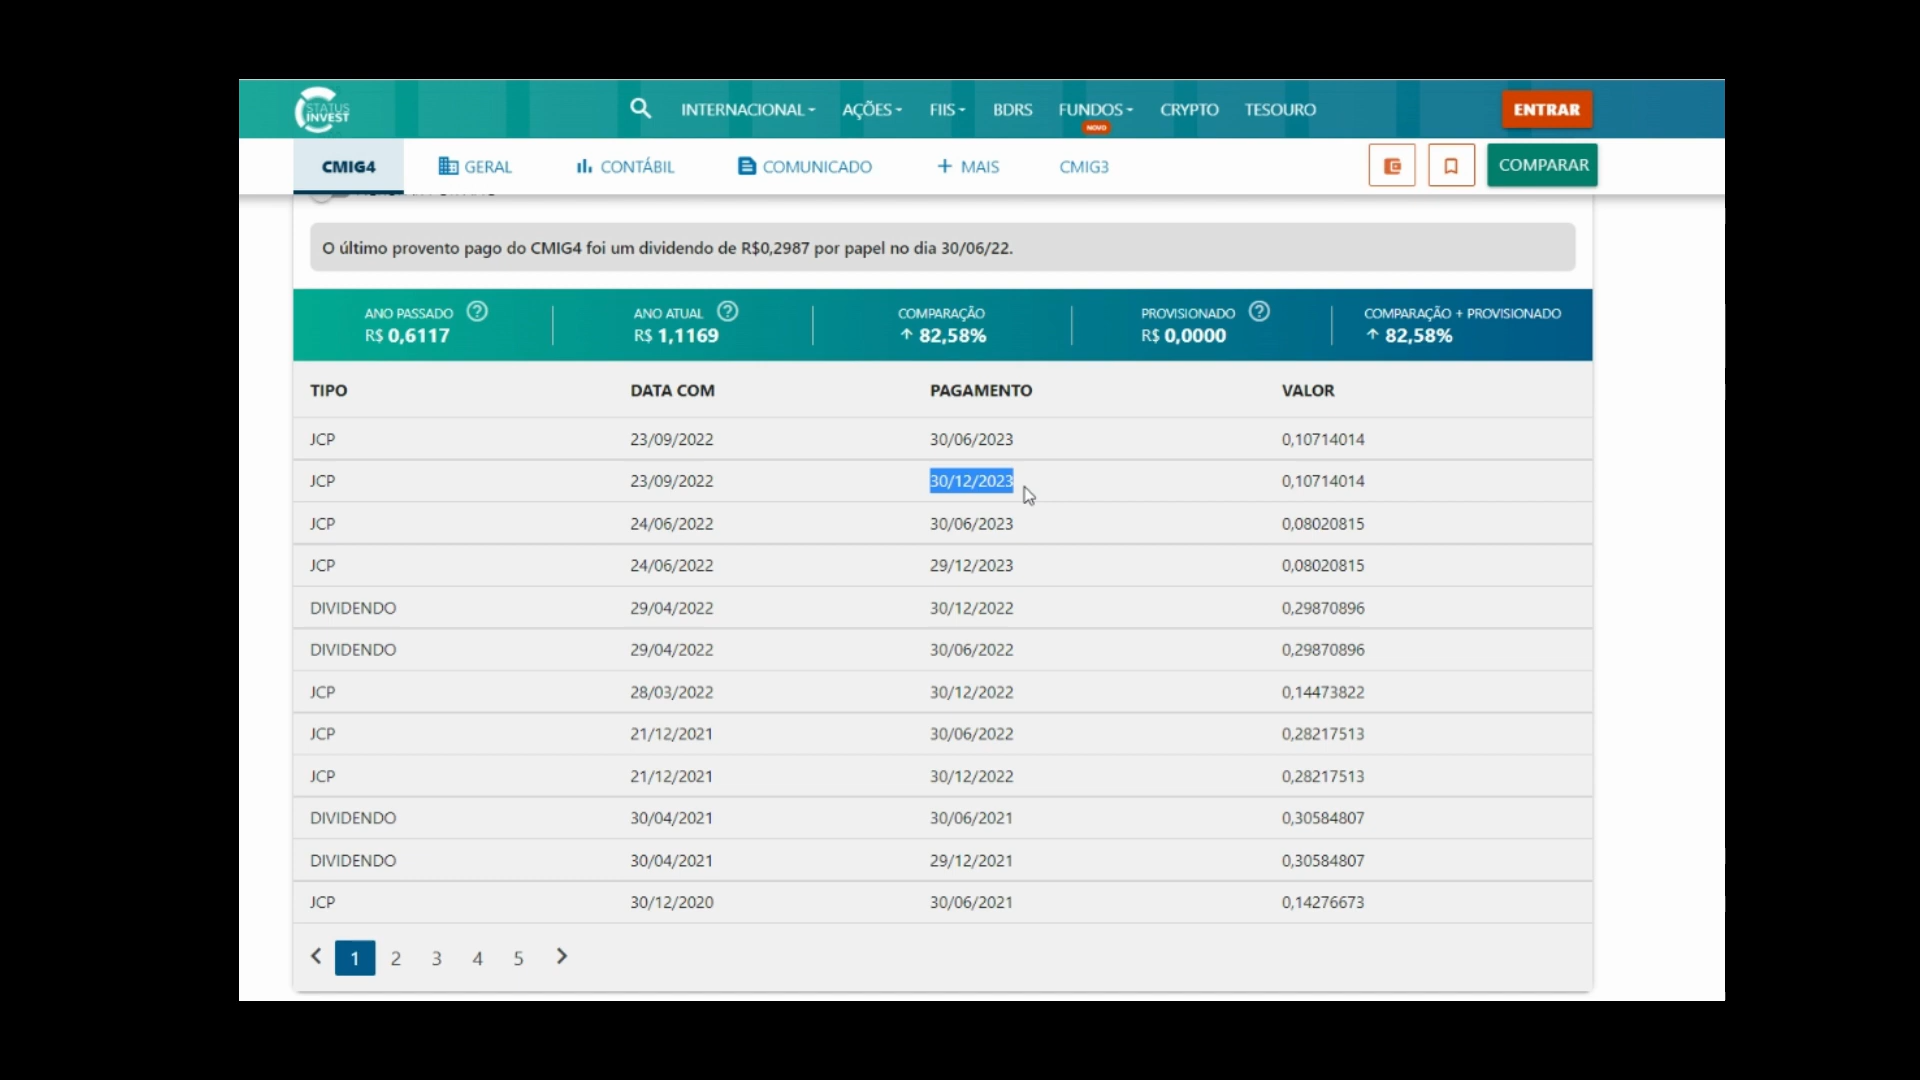 STATUS
INVEST
INTERNACIONAL
AÇÕES
FIIS
BDRS
FUNDOS
NOVO
CRYPTO
TESOURO
ENTRAR
CMIG4
GERAL
CONTÁBIL
COMUNICADO
+ MAIS
CMIG3
COMPARAR
O último provento pago do CMIG4 foi um dividendo de R$0,2987 por papel no dia 30/06/22.
ANO PASSADO
R$ 0,6117
ANO ATUAL
R$ 1,1169
COMPARAÇÃO
↑ 82,58%
PROVISIONADO
R$ 0,0000
COMPARAÇÃO + PROVISIONADO
↑ 82,58%
TIPO DATA COM PAGAMENTO VALOR
JCP 23/09/2022 30/06/2023 0,10714014
JCP 23/09/2022 30/12/2023 0,10714014
JCP 24/06/2022 30/06/2023 0,08020815
JCP 24/06/2022 29/12/2023 0,08020815
DIVIDENDO 29/04/2022 30/12/2022 0,29870896
DIVIDENDO 29/04/2022 30/06/2022 0,29870896
JCP 28/03/2022 30/12/2022 0,14473822
JCP 21/12/2021 30/06/2022 0,28217513
JCP 21/12/2021 30/12/2022 0,28217513
DIVIDENDO 30/04/2021 30/06/2021 0,30584807
DIVIDENDO 30/04/2021 29/12/2021 0,30584807
JCP 30/12/2020 30/06/2021 0,14276673
1 2 3 4 5